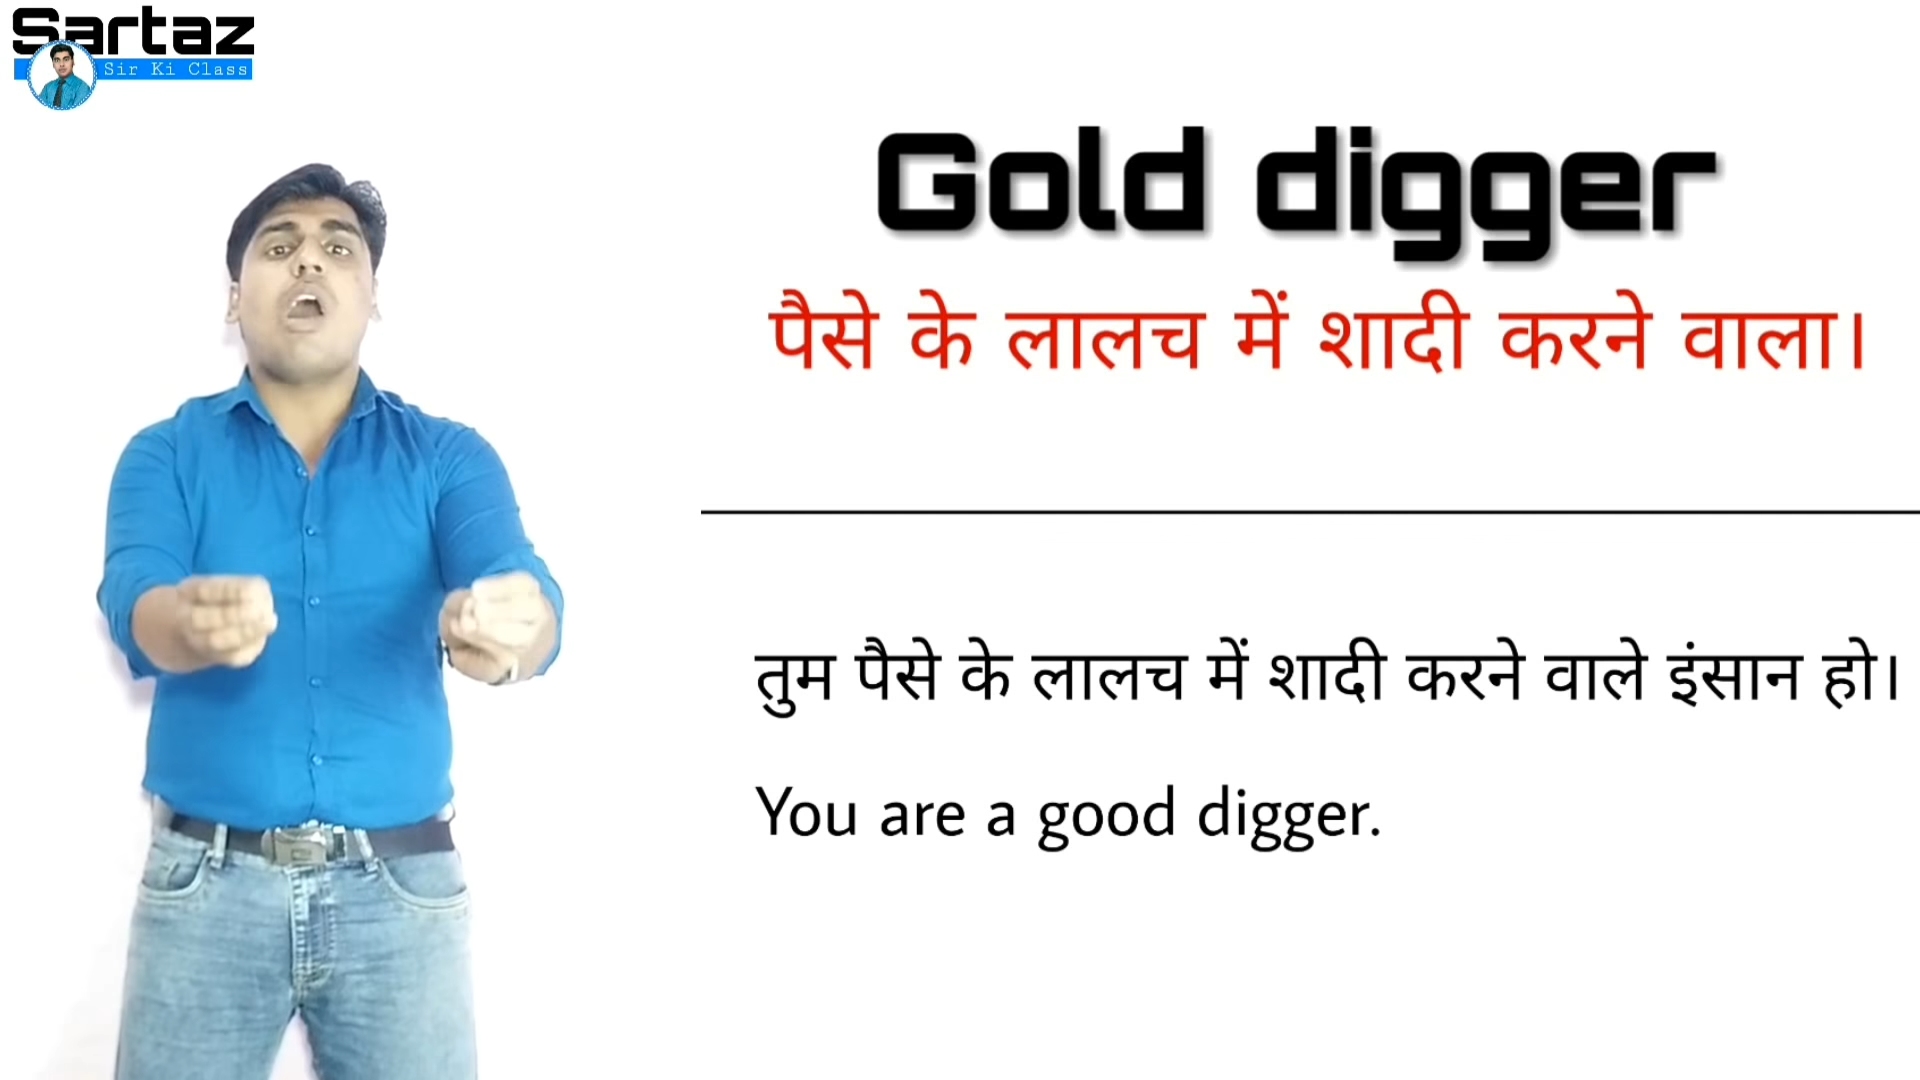 Sartaz
Sir Ki Class
Gold digger
पैसे के लालच में शादी करने वाला।
तुम पैसे के लालच में शादी करने वाले इंसान हो।
You are a good digger.